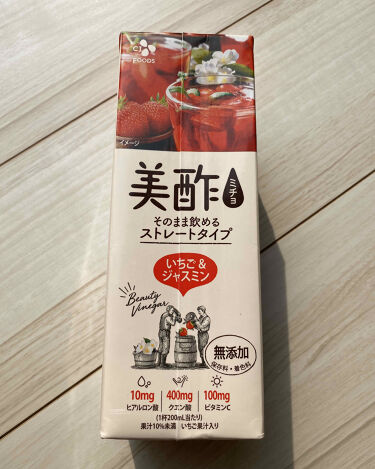 CJ
FOODS
イメージ
美酢
ミチョ
そのまま飲める
ストレートタイプ
いちご&
ジャスミン
Beauty
Vinegar
無添加
保存料・着色料
10mg 400mg 100mg
ヒアルロン酸 クエン酸 ビタミンC
(1杯200mL当たり)
果汁10%未満 いちご果汁入り